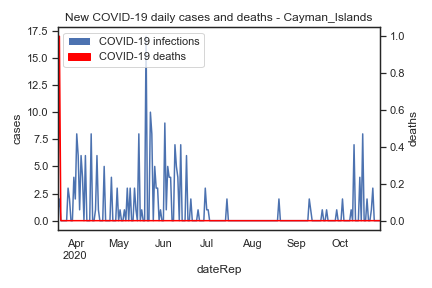 New COVID-19 daily cases and deaths - Cayman_Islands
COVID-19 infections
COVID-19 deaths
17.5
15.0
12.5
10.0
7.5
5.0
2.5
0.0
cases
1.0
0.8
0.6
0.4
0.2
0.0
deaths
Apr May Jun Jul Aug Sep Oct
2020
dateRep